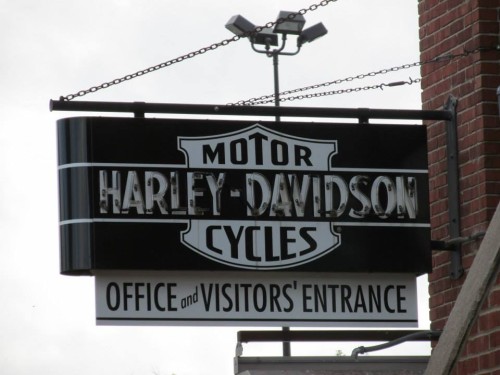 MOTOR
HARLEY-DAVIDSON
CYCLES
OFFICE and VISITORS' ENTRANCE